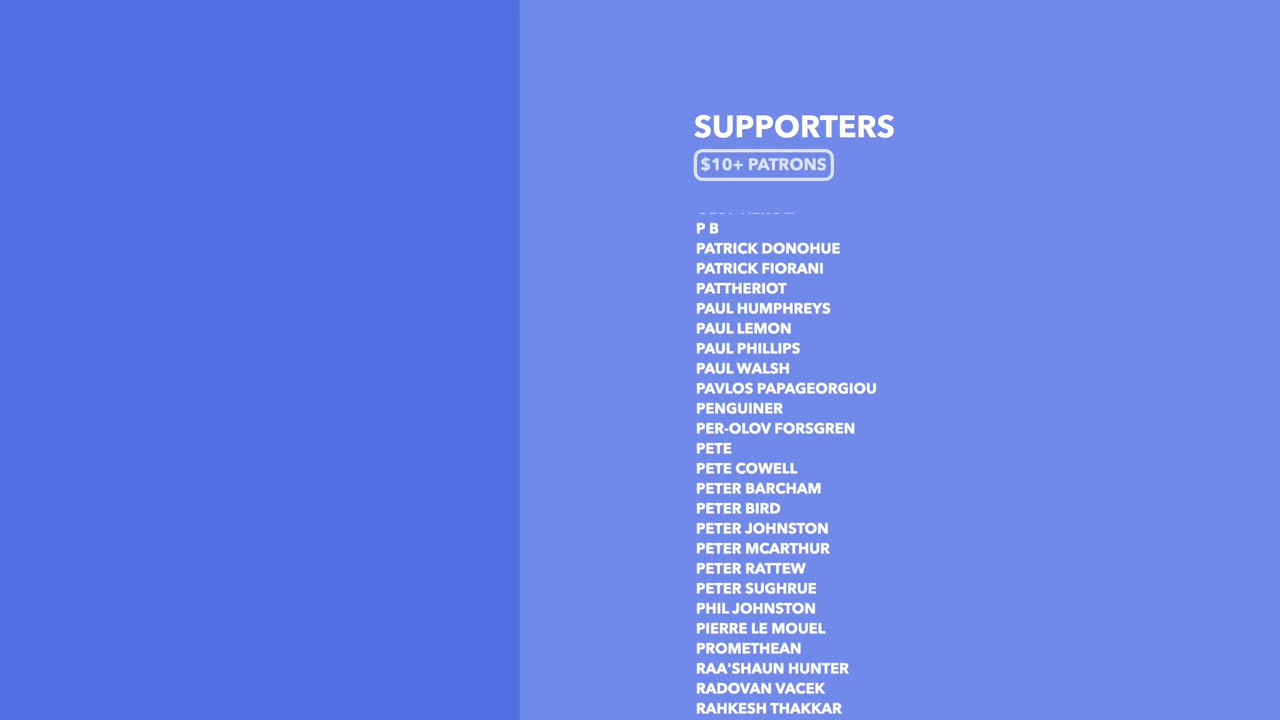 SUPPORTERS
$10+ PATRONS
P B
PATRICK DONOHUE
PATRICK FIORANI
PATTHERIOT
PAUL HUMPHREYS
PAUL LEMON
PAUL PHILLIPS
PAUL WALSH
PAVLOS PAPAGEORGIOU
PENGUINER
PER-OLOV FORSGREN
PETE
PETE COWELL
PETER BARCHAM
PETER BIRD
PETER JOHNSTON
PETER MCARTHUR
PETER RATTEW
PETER SUGHRUE
PHIL JOHNSTON
PIERRE LE MOUEL
PROMETHEAN
RAA'SHAUN HUNTER
RADOVAN VACEK
RAHKESH THAKKAR